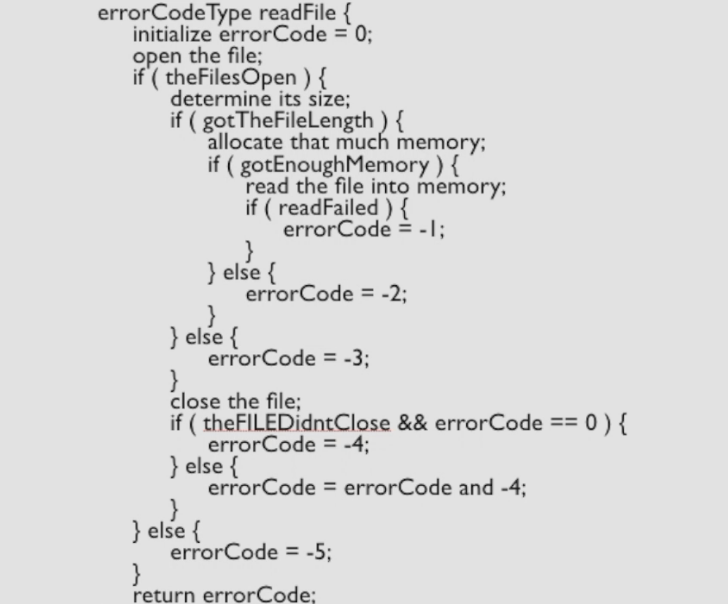 errorCodeType readFile {
initialize errorCode = 0;
open the file;
if ( theFilesOpen ) {
determine its size;
if ( gotTheFileLength ) {
allocate that much memory;
if ( gotEnoughMemory ) {
read the file into memory;
if ( readFailed ) {
errorCode = -1;
}
} else {
errorCode = -2;
}
} else {
errorCode = -3;
}
close the file;
if ( theFILEDidntClose && errorCode == 0 ) {
errorCode = -4;
} else {
errorCode = errorCode and -4;
}
} else {
errorCode = -5;
}
return errorCode;